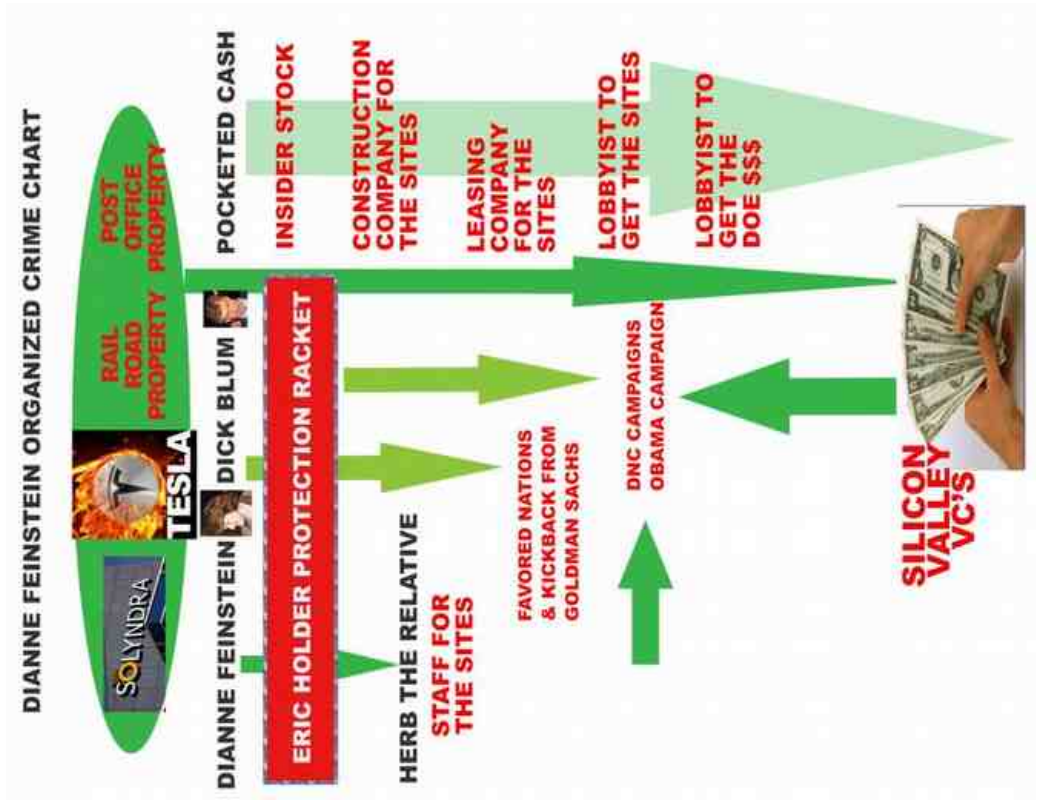 DIANNE FEINSTEIN ORGANIZED CRIME CHART
SOLYNDRA
TESLA
RAIL
ROAD
PROPERTY
POST
OFFICE
PROPERTY
DIANNE FEINSTEIN
DICK BLUM
POCKETED CASH
ERIC HOLDER PROTECTION RACKET
INSIDER STOCK
CONSTRUCTION
COMPANY FOR
THE SITES
LEASING
COMPANY
FOR THE
SITES
LOBBYIST TO
GET THE SITES
LOBBYIST TO
GET THE
DOE $$$
HERB THE RELATIVE
STAFF FOR
THE SITES
FAVORED NATIONS
& KICKBACK FROM
GOLDMAN SACHS
DNC CAMPAIGNS
OBAMA CAMPAIGN
SILICON
VALLEY
VC'S